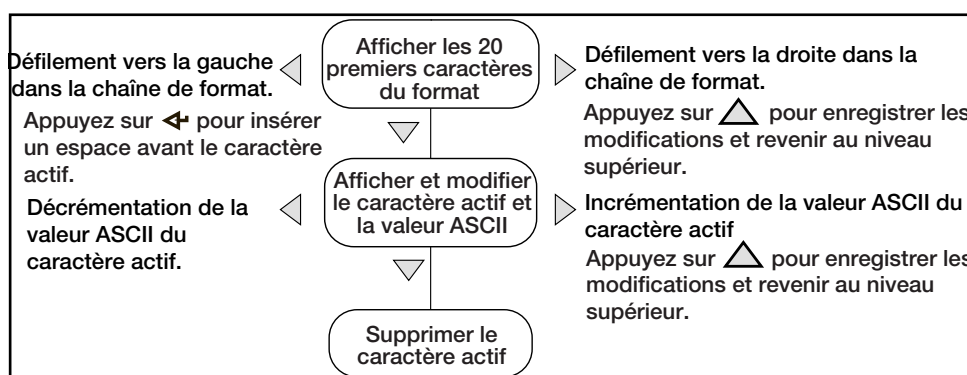 Afficher les 20
premiers caractères
du format
Défilement vers la gauche
dans la chaîne de format.
Appuyez sur pour insérer
un espace avant le caractère
actif.
Défilement vers la droite dans la
chaîne de format.
Appuyez sur pour enregistrer les
modifications et revenir au niveau
supérieur.
Afficher et modifier
le caractère actif et
la valeur ASCII
Décrémentation de la
valeur ASCII du
caractère actif.
Incrémentation de la valeur ASCII du
caractère actif
Appuyez sur pour enregistrer les
modifications et revenir au niveau
supérieur.
Supprimer le
caractère actif